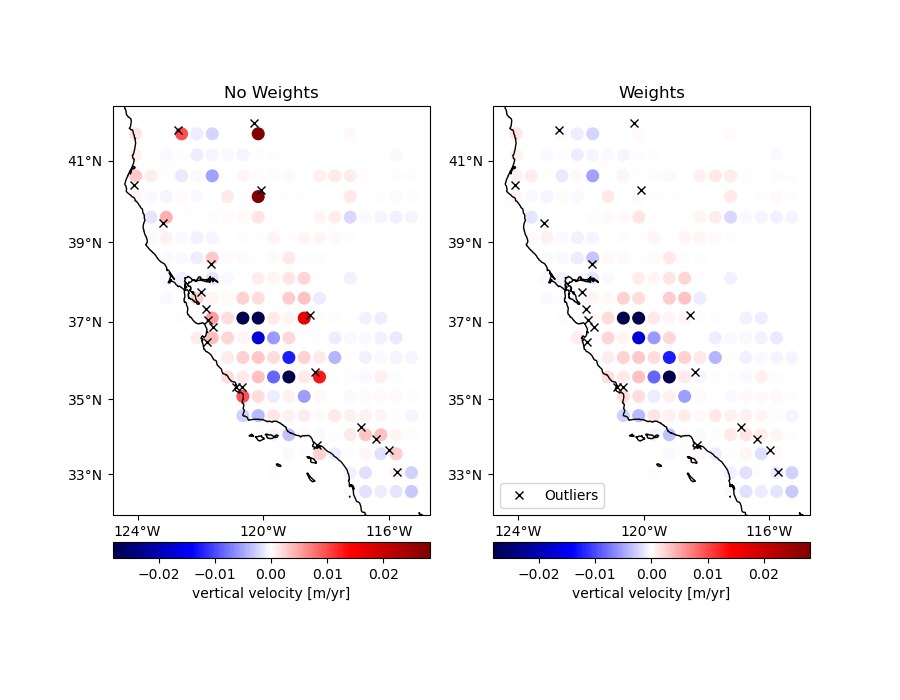 No Weights
Weights
41°N
39°N
37°N
35°N
33°N
124°W 120°W 116°W
41°N
39°N
37°N
35°N
33°N
Outliers
124°W 120°W 116°W
−0.02 −0.01 0.00 0.01 0.02
vertical velocity [m/yr]
−0.02 −0.01 0.00 0.01 0.02
vertical velocity [m/yr]